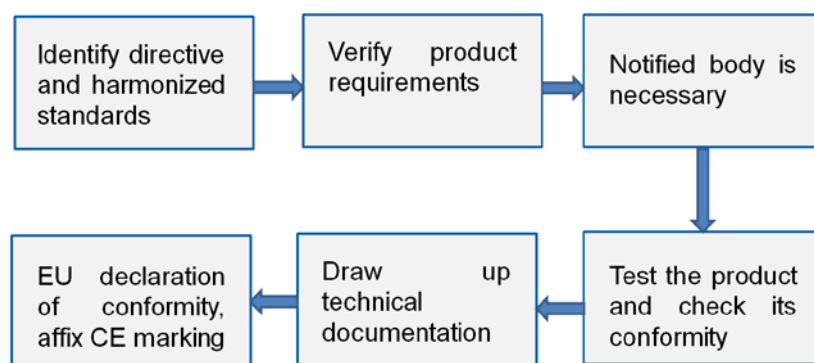 Identify directive
and harmonized
standards
Verify product
requirements
Notified body is
necessary
Test the product
and check its
conformity
Draw up
technical
documentation
EU declaration
of conformity,
affix CE marking